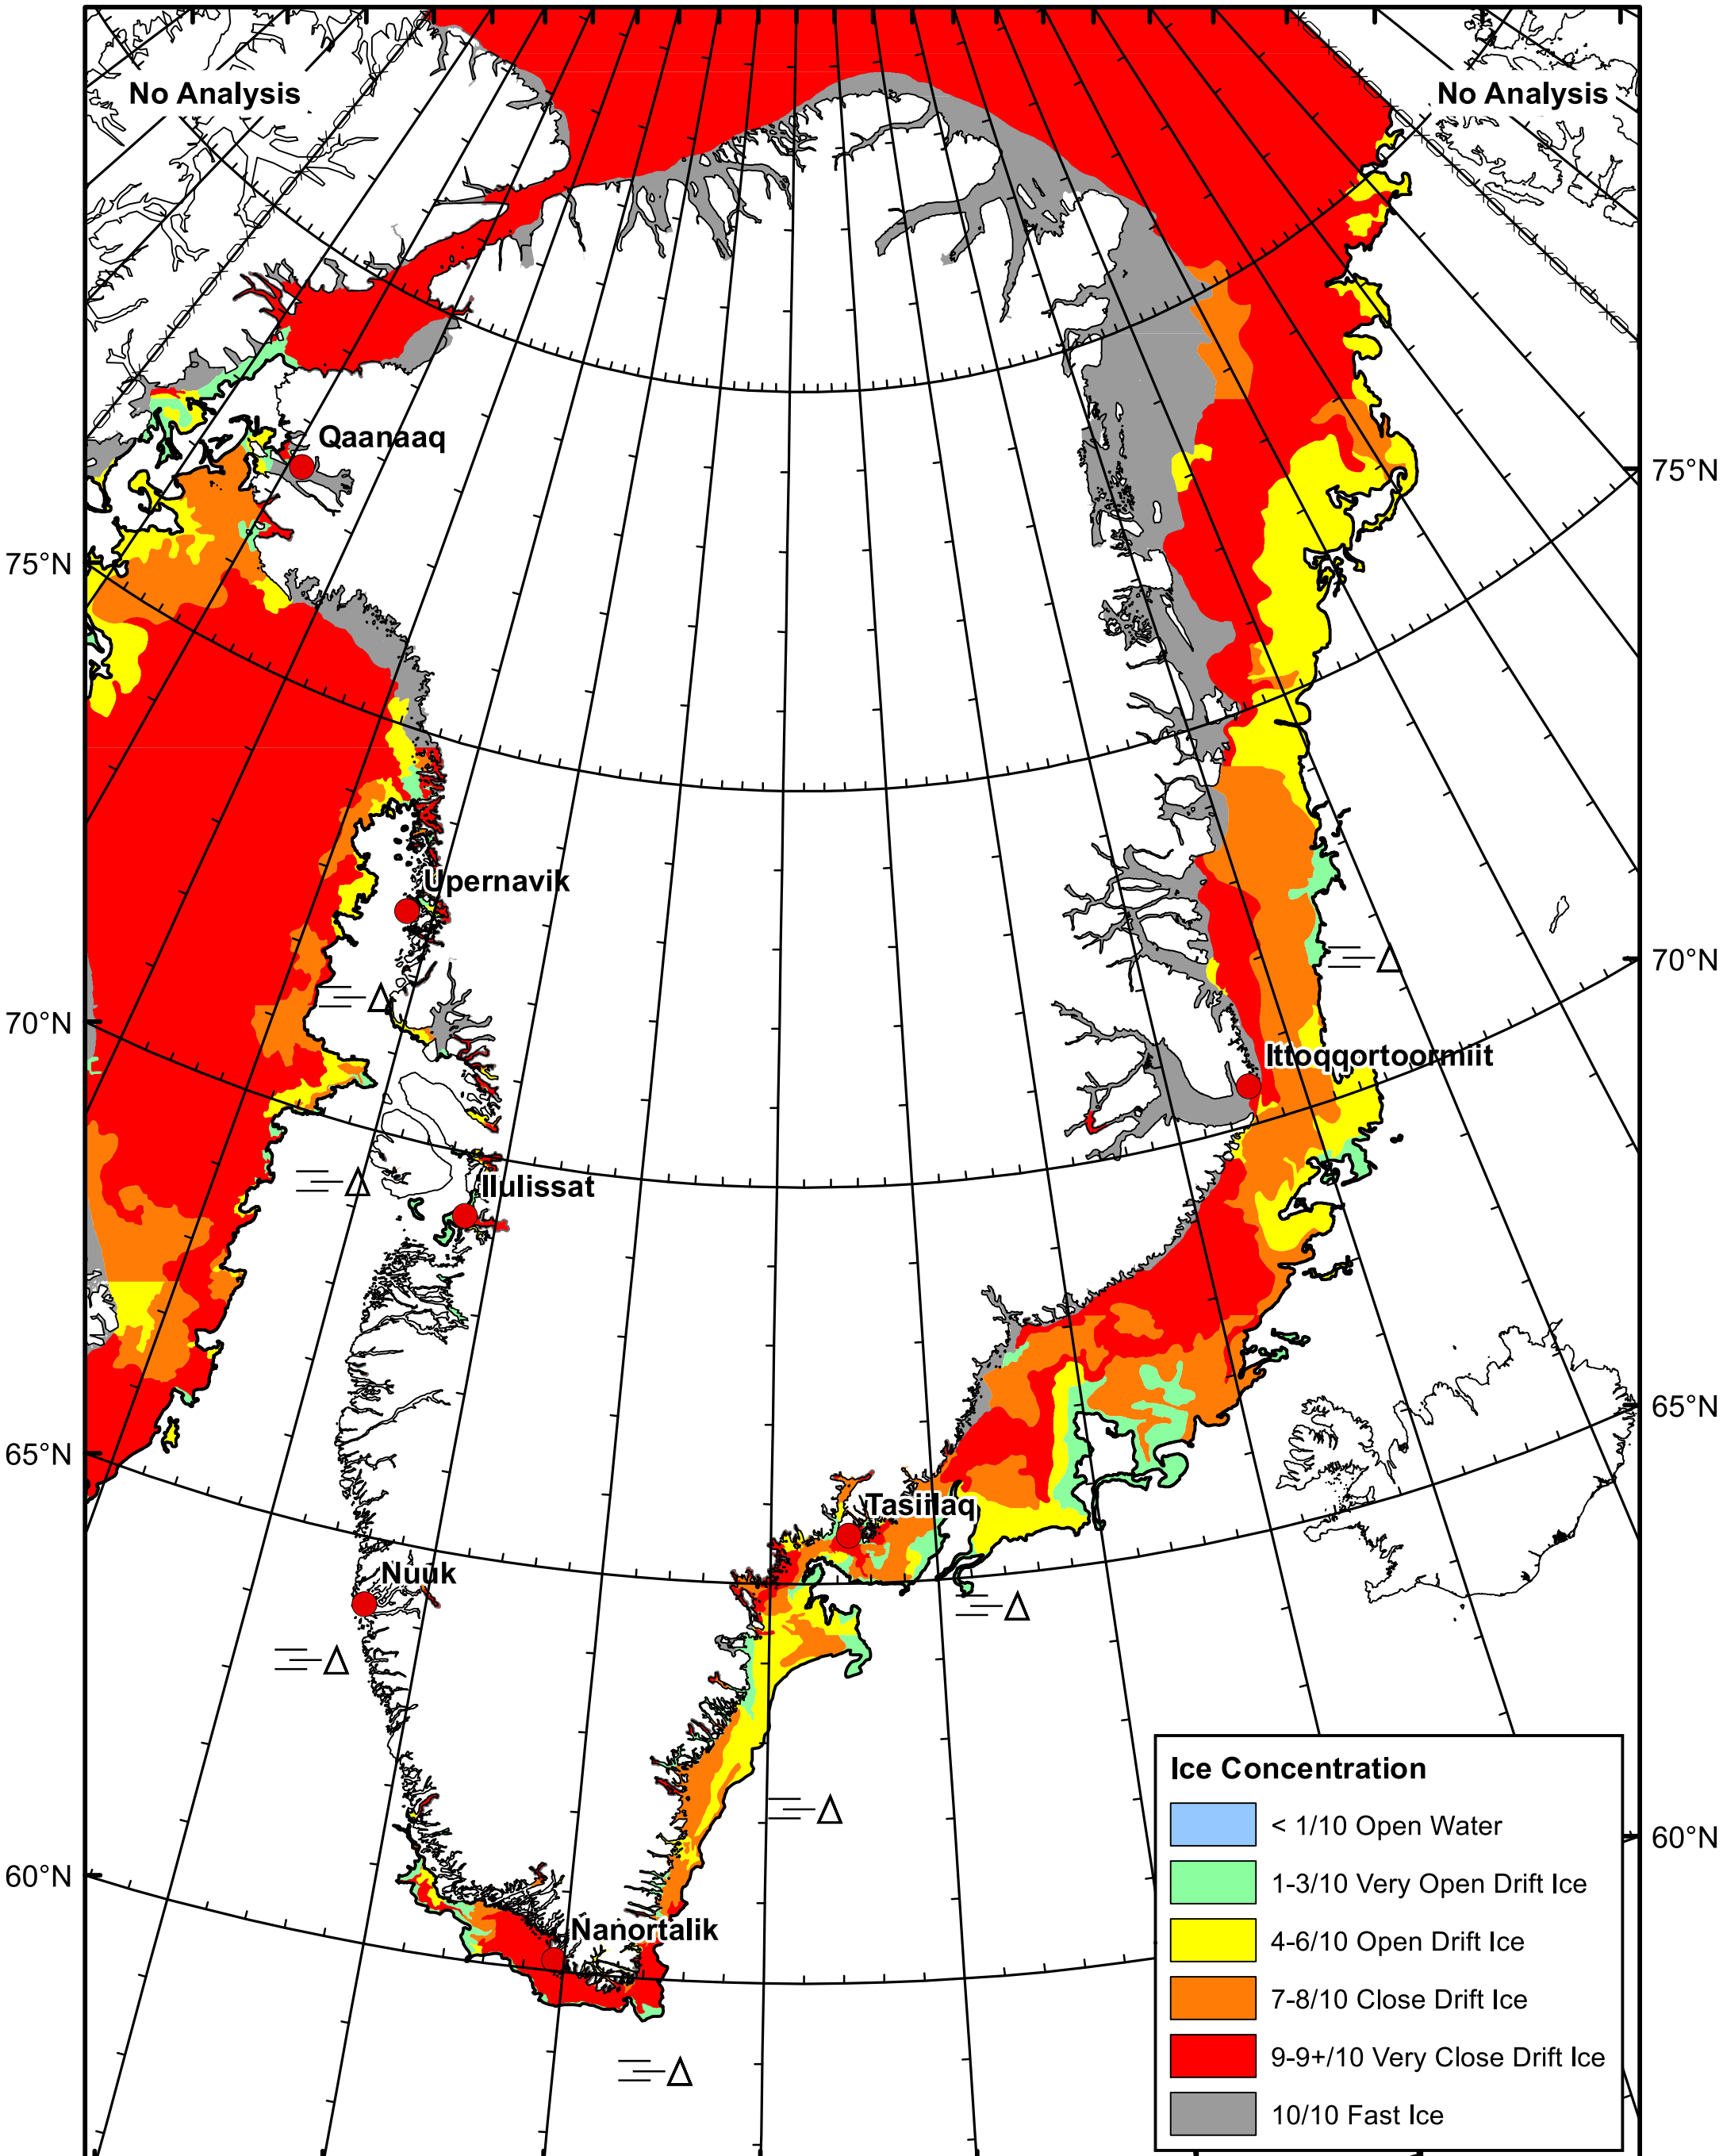 No Analysis
No Analysis
Qaanaaq
75°N
75°N
Upernavik
70°N
70°N
Ittoqqortoormiit
Ilulissat
65°N
65°N
Tasiilaq
Nuuk
Ice Concentration
< 1/10 Open Water
60°N
60°N
1-3/10 Very Open Drift Ice
Nanortalik
4-6/10 Open Drift Ice
7-8/10 Close Drift Ice
9-9+/10 Very Close Drift Ice
10/10 Fast Ice